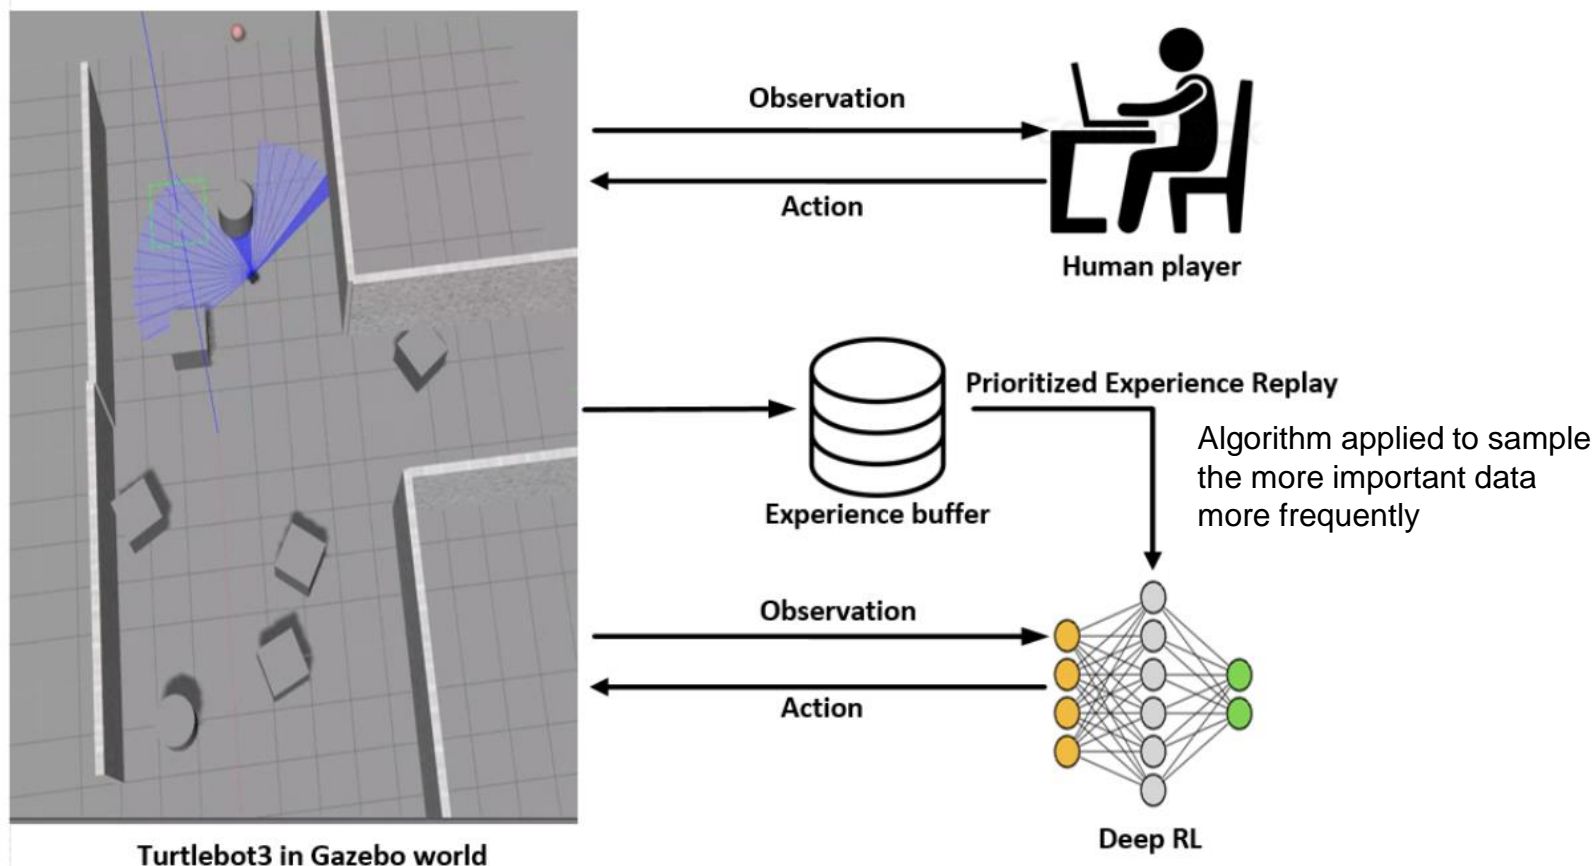 Observation
Action
Human player
Prioritized Experience Replay
Algorithm applied to sample
the more important data
more frequently
Experience buffer
Observation
Action
Deep RL
Turtlebot3 in Gazebo world